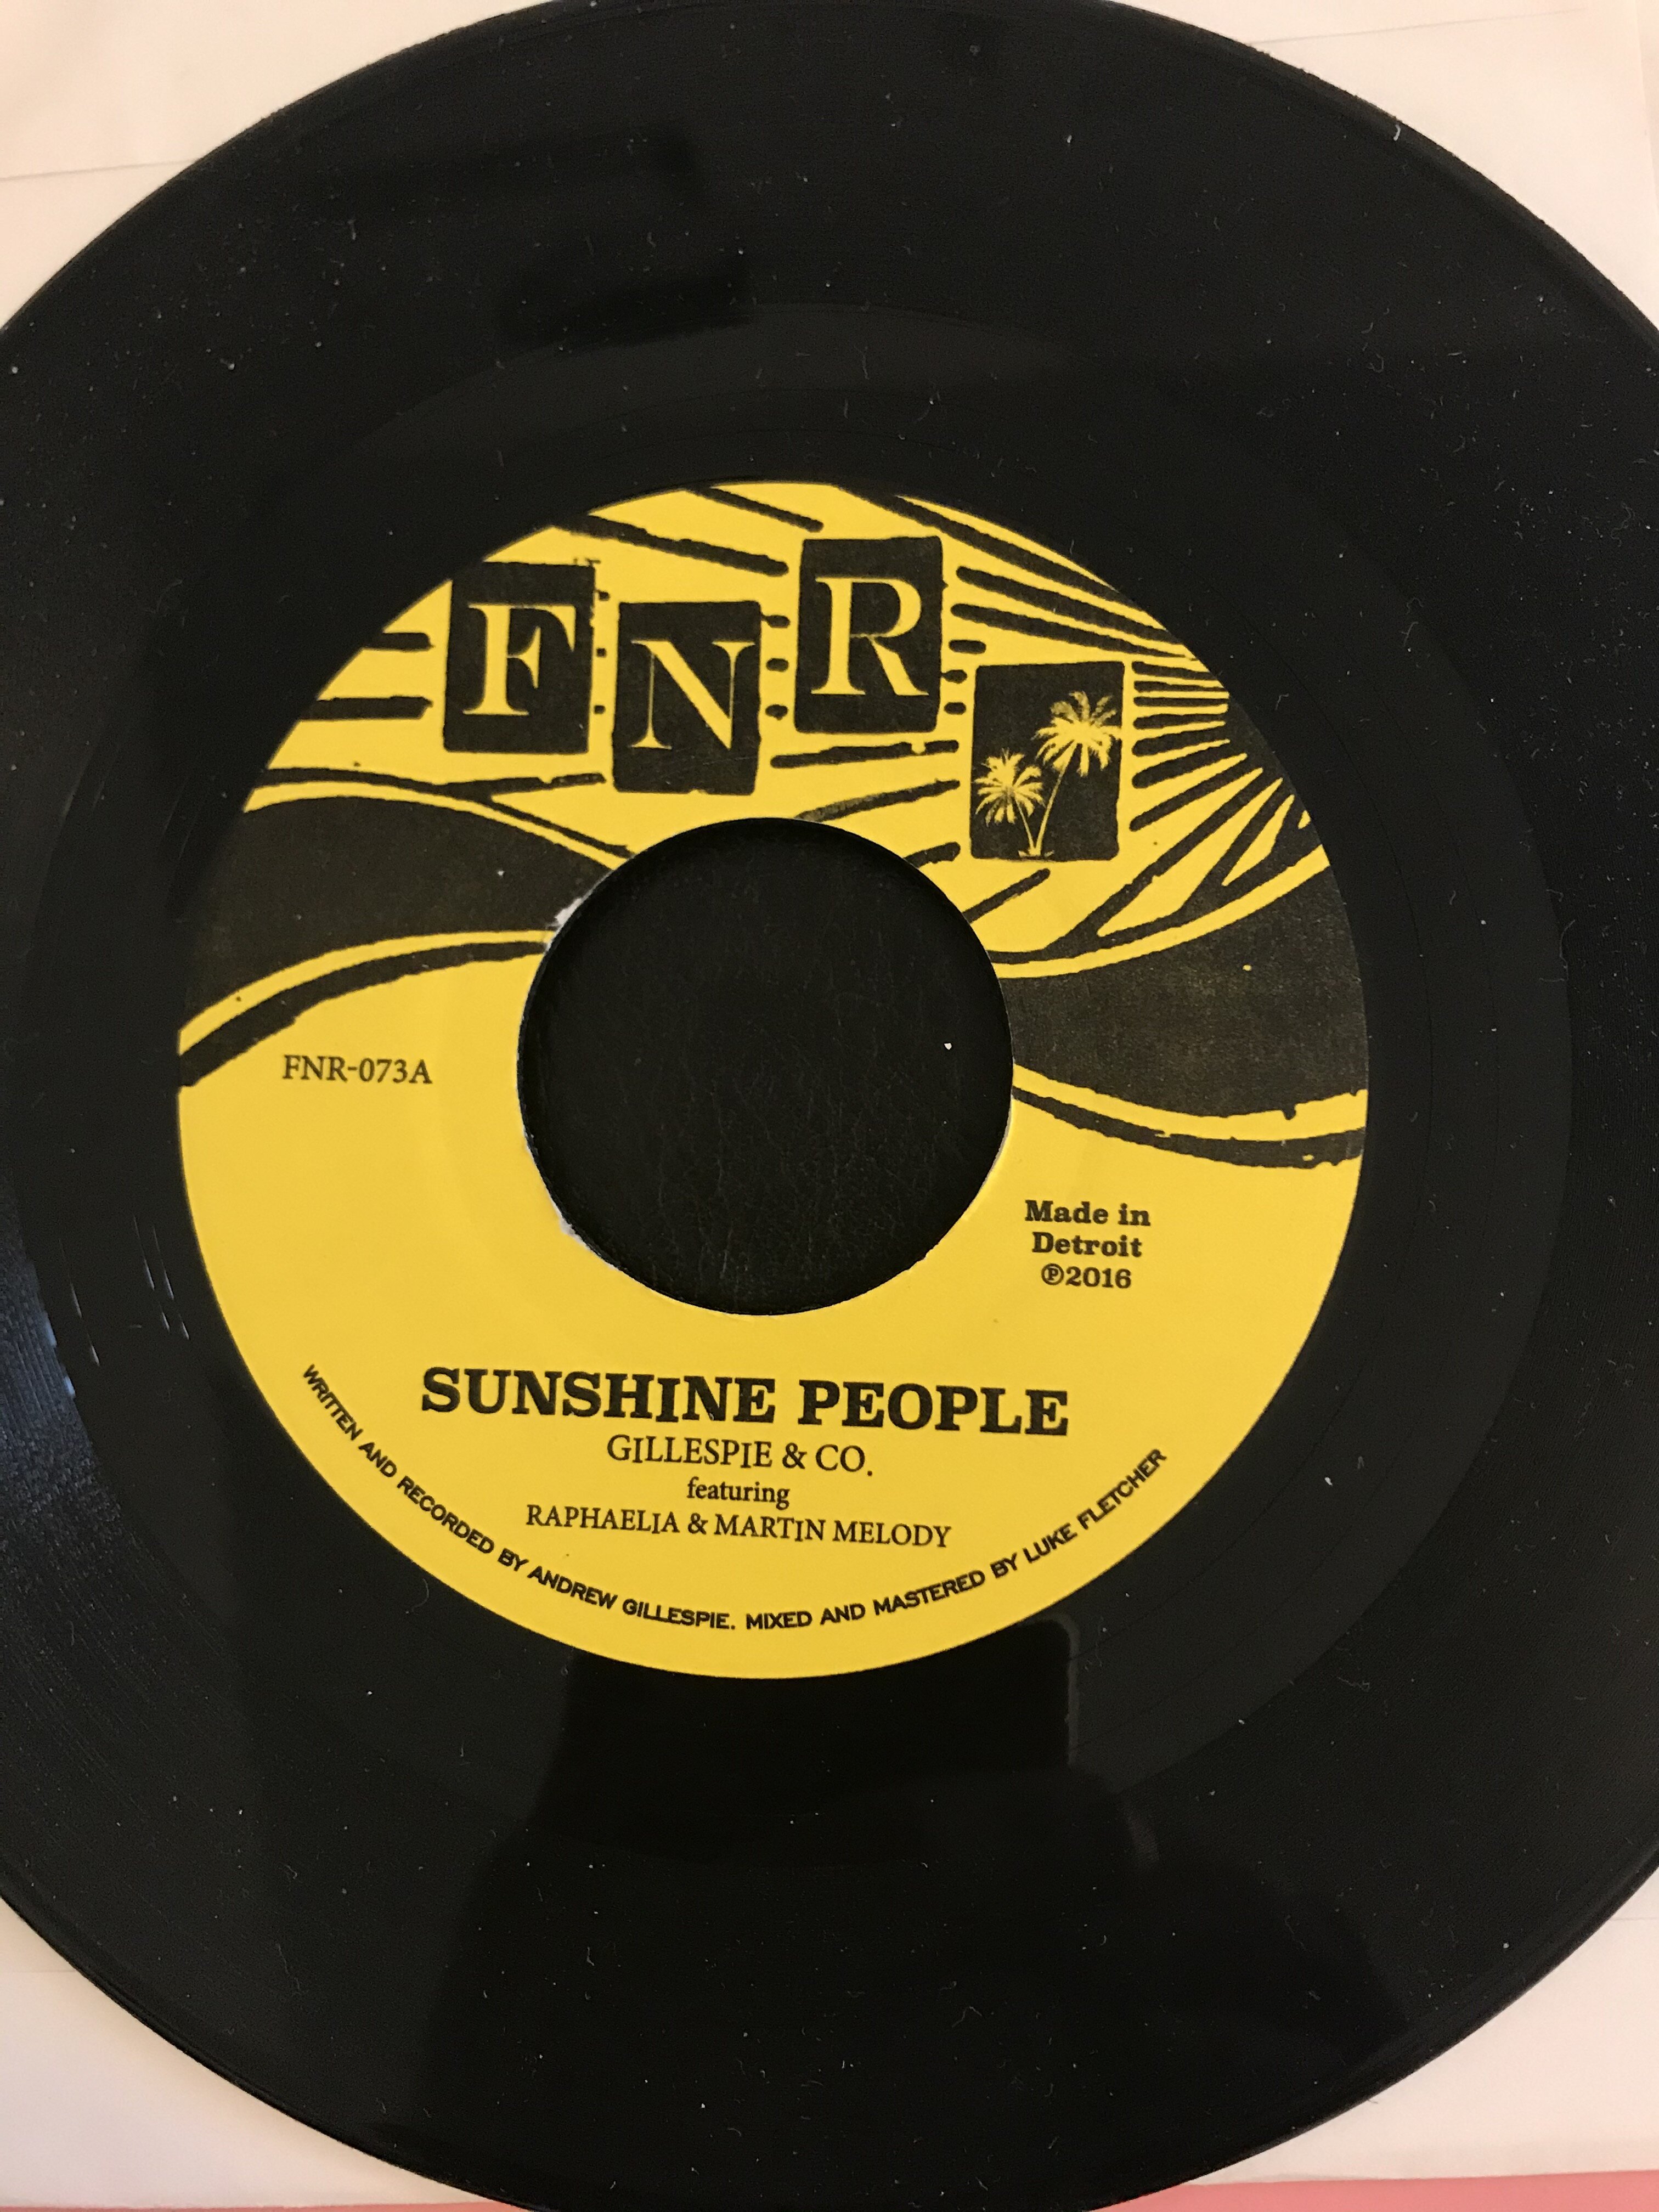 FNR
FNR-073A
Made in
Detroit
℗2016
SUNSHINE PEOPLE
GILLESPIE & CO.
featuring
RAPHAELIA & MARTIN MELODY
WRITTEN AND RECORDED BY ANDREW GILLESPIE. MIXED AND MASTERED BY LUKE FLETCHER